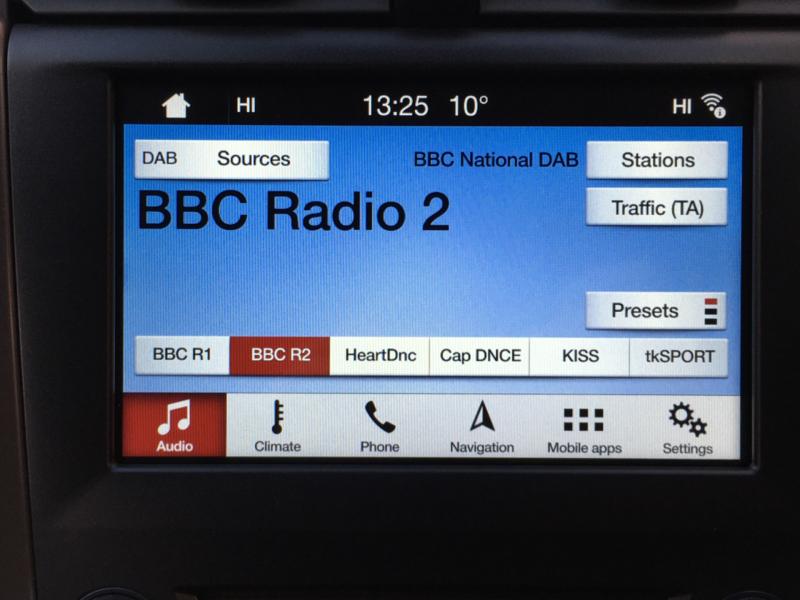 HI 13:25 10° HI
DAB Sources BBC National DAB Stations
BBC Radio 2
Traffic (TA)
Presets
BBC R1 BBC R2 HeartDnc Cap DNCE KISS tkSPORT
Audio Climate Phone Navigation Mobile apps Settings